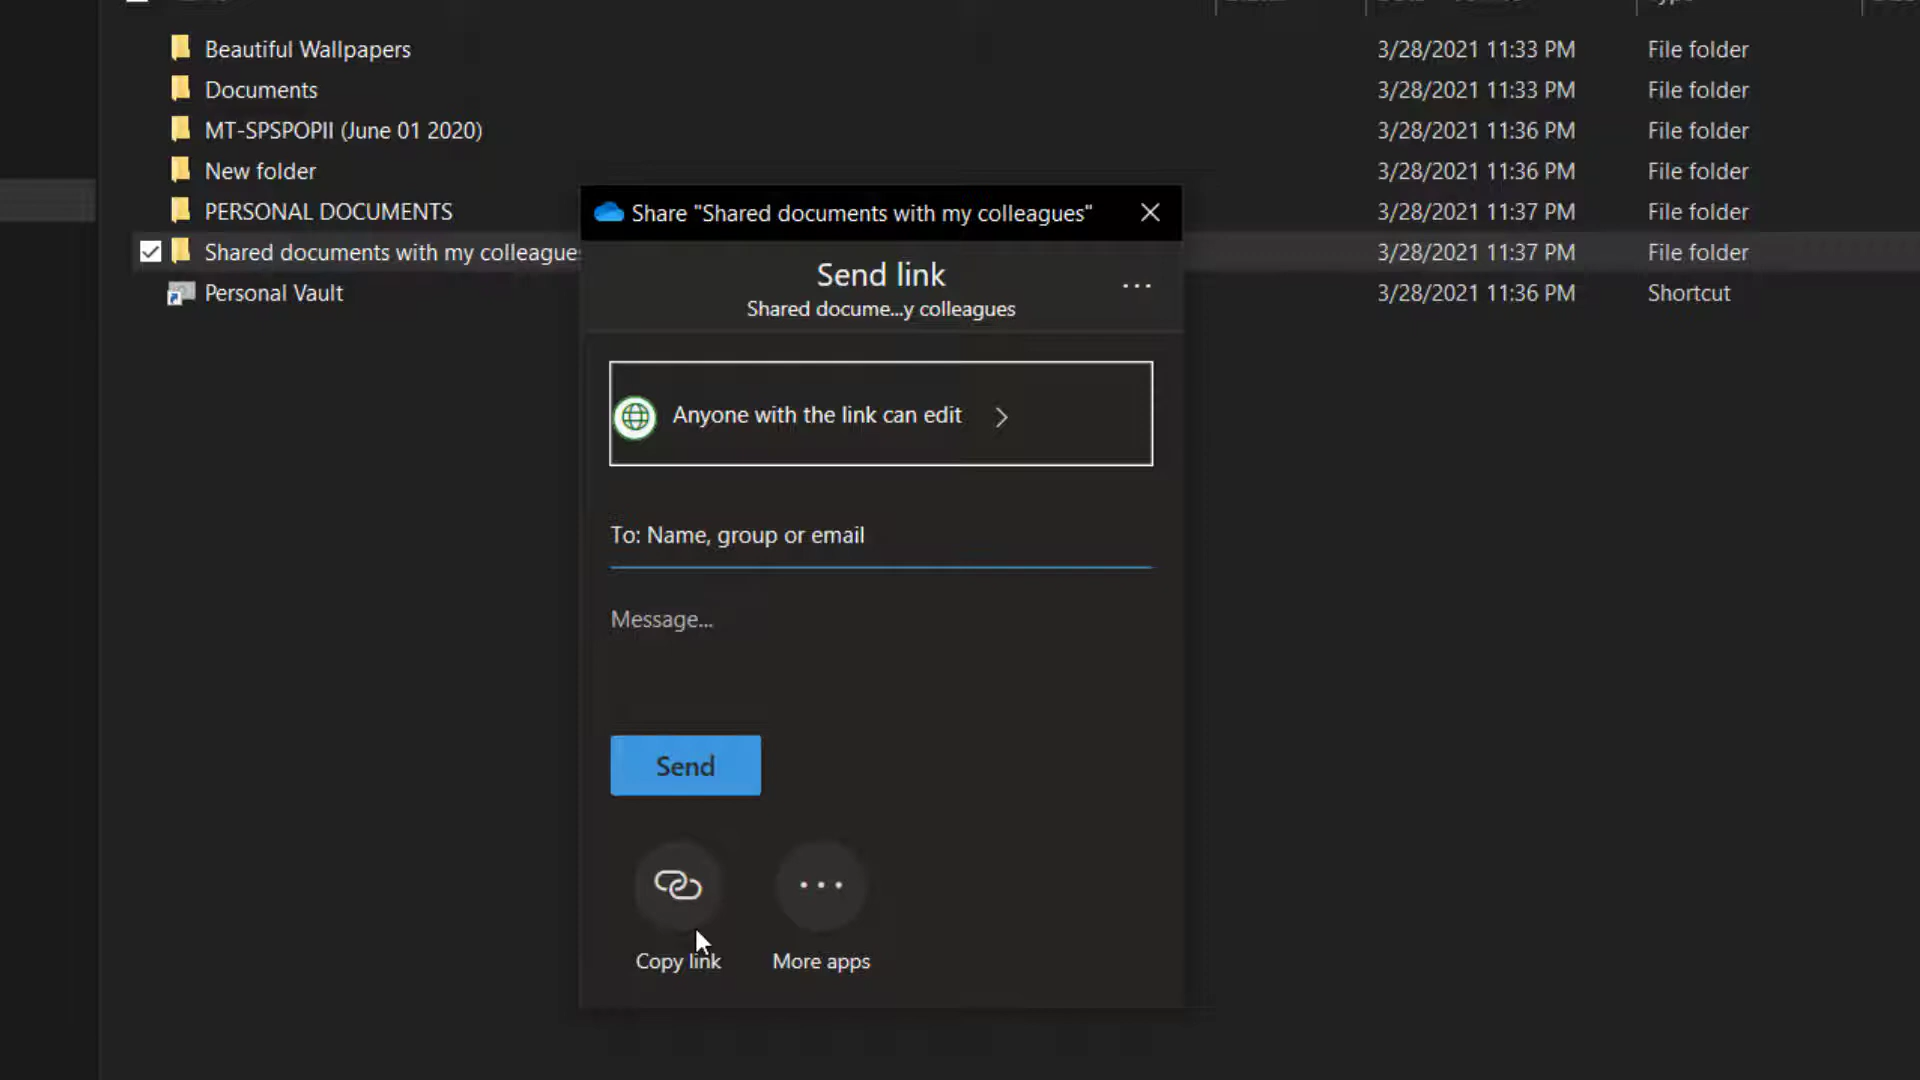 Beautiful Wallpapers 3/28/2021 11:33 PM File folder
Documents 3/28/2021 11:33 PM File folder
MT-SPSPOPII (June 01 2020) 3/28/2021 11:36 PM File folder
New folder 3/28/2021 11:36 PM File folder
PERSONAL DOCUMENTS 3/28/2021 11:37 PM File folder
Shared documents with my colleague 3/28/2021 11:37 PM File folder
Personal Vault 3/28/2021 11:36 PM Shortcut
Share "Shared documents with my colleagues"
Send link
Shared docume...y colleagues
Anyone with the link can edit
To: Name, group or email
Message...
Send
Copy link More apps